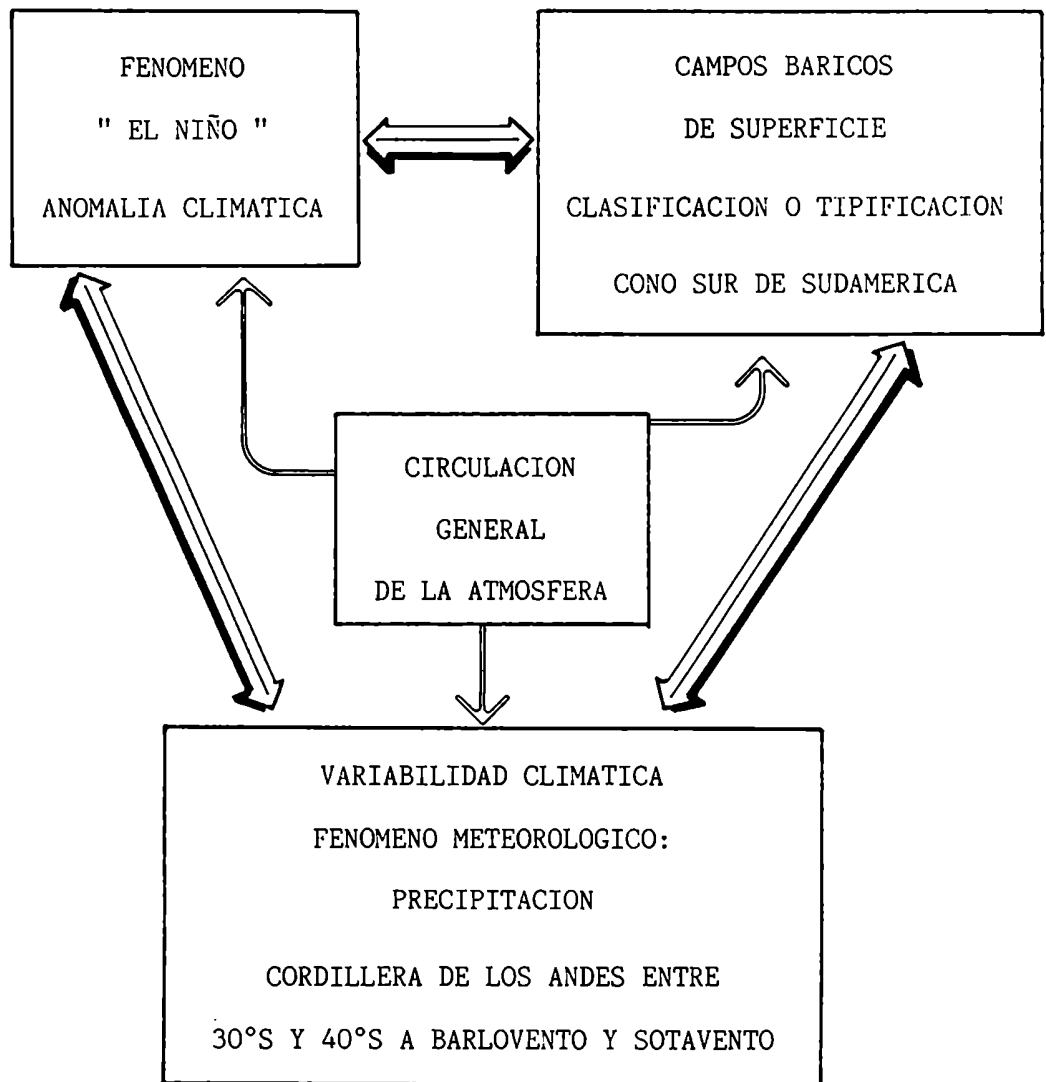 FENOMENO
" EL NIÑO "
ANOMALIA CLIMATICA
CAMPOS BARICOS
DE SUPERFICIE
CLASIFICACION O TIPIFICACION
CONO SUR DE SUDAMERICA
CIRCULACION
GENERAL
DE LA ATMOSFERA
VARIABILIDAD CLIMATICA
FENOMENO METEOROLOGICO:
PRECIPITACION
CORDILLERA DE LOS ANDES ENTRE
30°S Y 40°S A BARLOVENTO Y SOTAVENTO